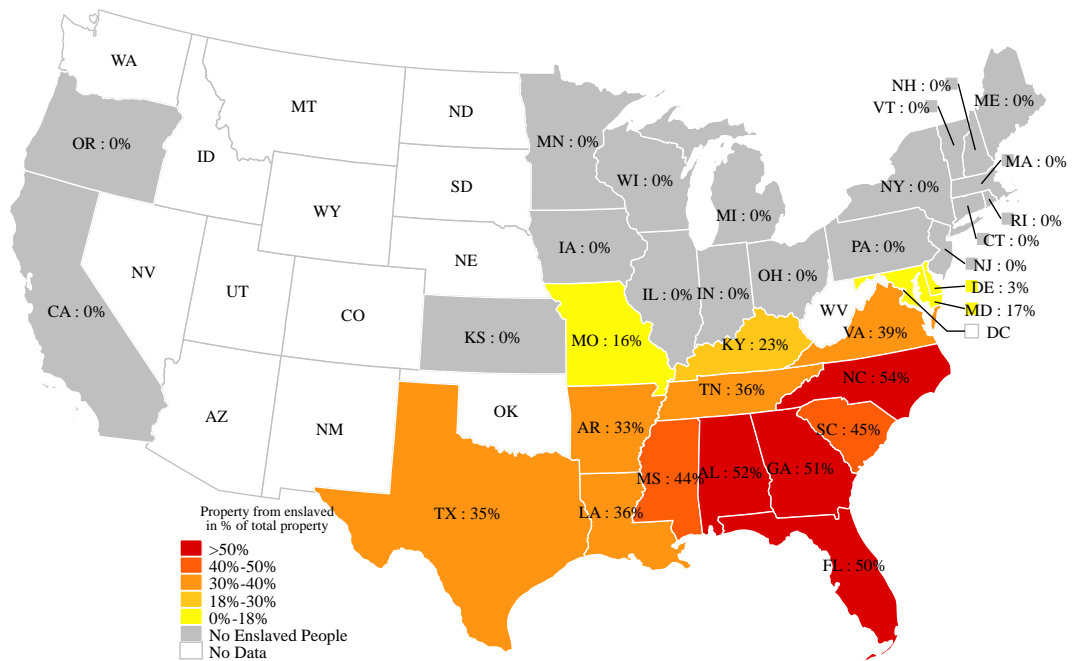 WA
MT
ND
MN : 0%
OR : 0%
ID
SD
WI : 0%
WY
MI : 0%
NH : 0%
VT : 0%
ME : 0%
MA : 0%
NY : 0%
RI : 0%
CT : 0%
IA : 0%
NE
PA : 0%
NJ : 0%
NV
UT
OH : 0%
IL : 0%
IN : 0%
DE : 3%
MD : 17%
DC
CA : 0%
CO
KS : 0%
MO : 16%
WV
VA : 39%
KY : 23%
NC : 54%
TN : 36%
AZ
NM
OK
AR : 33%
SC : 45%
MS : 44%
AL : 52%
GA : 51%
TX : 35%
LA : 36%
FL : 50%
Property from enslaved
in % of total property
>50%
40%-50%
30%-40%
18%-30%
0%-18%
No Enslaved People
No Data